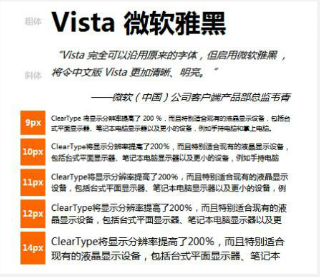 粗体
Vista 微软雅黑
斜体
“Vista 完全可以沿用原来的字体，但启用微软雅黑，
将令中文版 Vista 更加清晰、明亮。”
——微软（中国）公司客户端产品部总监韦青
9px
ClearType 将显示分辨率提高了 200 %，而且特别适合现有的液晶显示设备，包括台
式平面显示器、笔记本电脑显示器以及更小的设备，例如手持电脑和掌上电脑。
10px
ClearType将显示分辨率提高了200%，而且特别适合现有的液晶显示设备，
包括台式平面显示器、笔记本电脑显示器以及更小的设备，例如手持电脑
11px
ClearType将显示分辨率提高了200%，而且特别适合现有的液晶显示
设备，包括台式平面显示器、笔记本电脑显示器以及更小的设备，例
12px
ClearType将显示分辨率提高了200%，而且特别适合现有的液
晶显示设备，包括台式平面显示器、笔记本电脑显示器以及更
14px
ClearType将显示分辨率提高了200%，而且特别适合
现有的液晶显示设备，包括台式平面显示器、笔记本